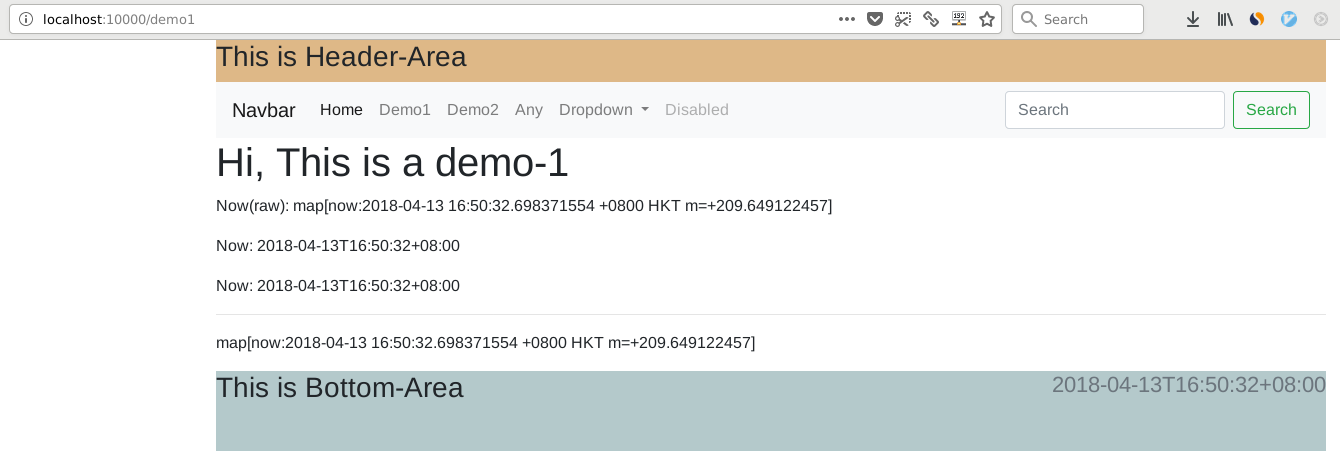 localhost:10000/demo1 192 Search
This is Header-Area
Navbar Home Demo1 Demo2 Any Dropdown Disabled Search Search
Hi, This is a demo-1
Now(raw): map[now:2018-04-13 16:50:32.698371554 +0800 HKT m=+209.649122457]
Now: 2018-04-13T16:50:32+08:00
Now: 2018-04-13T16:50:32+08:00
map[now:2018-04-13 16:50:32.698371554 +0800 HKT m=+209.649122457]
This is Bottom-Area 2018-04-13T16:50:32+08:00